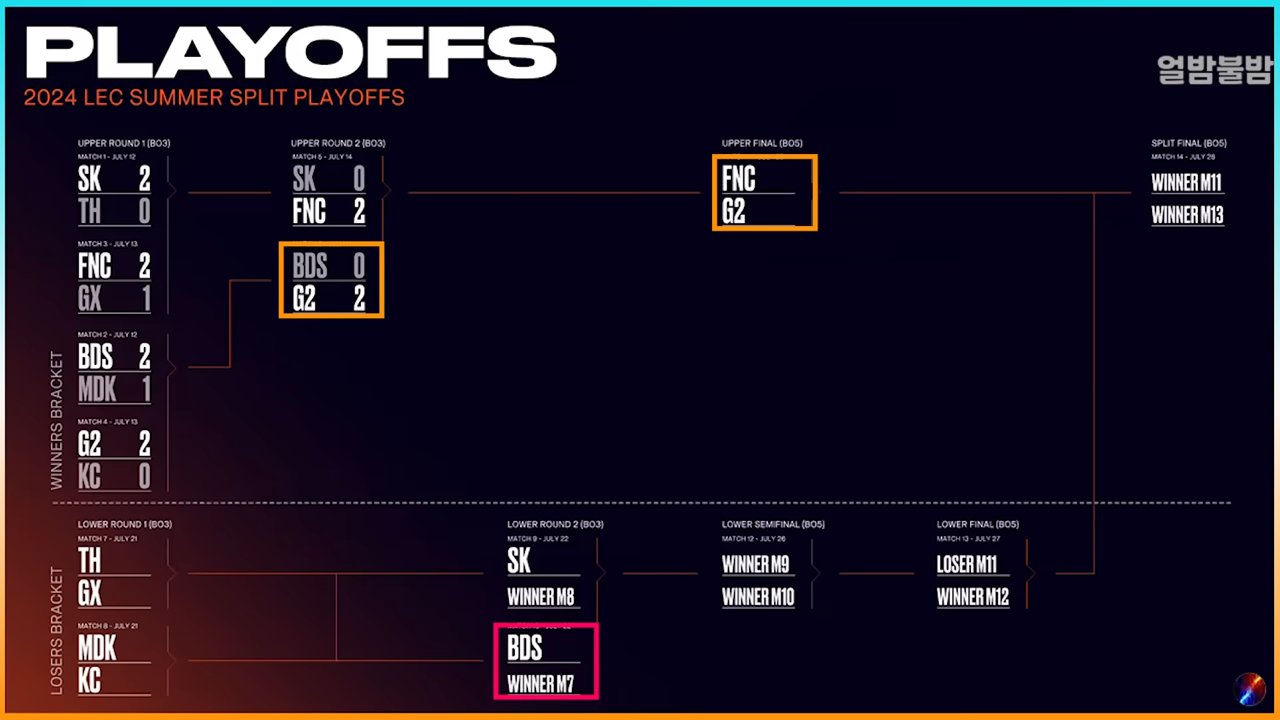 PLAYOFFS
2024 LEC SUMMER SPLIT PLAYOFFS
얼밤불밤
UPPER ROUND 1 (BO3)
MATCH 1 - JULY 12
SK 2
TH 0
MATCH 3 - JULY 13
FNC 2
GX 1
MATCH 2 - JULY 12
BDS 2
MDK 1
MATCH 4 - JULY 13
G2 2
KC 0
WINNERS BRACKET
UPPER ROUND 2 (BO3)
MATCH 5 - JULY 14
SK 0
FNC 2
BDS 0
G2 2
UPPER FINAL (BO5)
FNC
G2
SPLIT FINAL (BO5)
MATCH 14 - JULY 28
WINNER M11
WINNER M13
LOSERS BRACKET
LOWER ROUND 1 (BO3)
MATCH 7 - JULY 21
TH
GX
MATCH 8 - JULY 21
MDK
KC
LOWER ROUND 2 (BO3)
MATCH 9 - JULY 22
SK
WINNER M8
BDS
WINNER M7
LOWER SEMIFINAL (BO5)
MATCH 12 - JULY 26
WINNER M9
WINNER M10
LOWER FINAL (BO5)
MATCH 13 - JULY 27
LOSER M11
WINNER M12